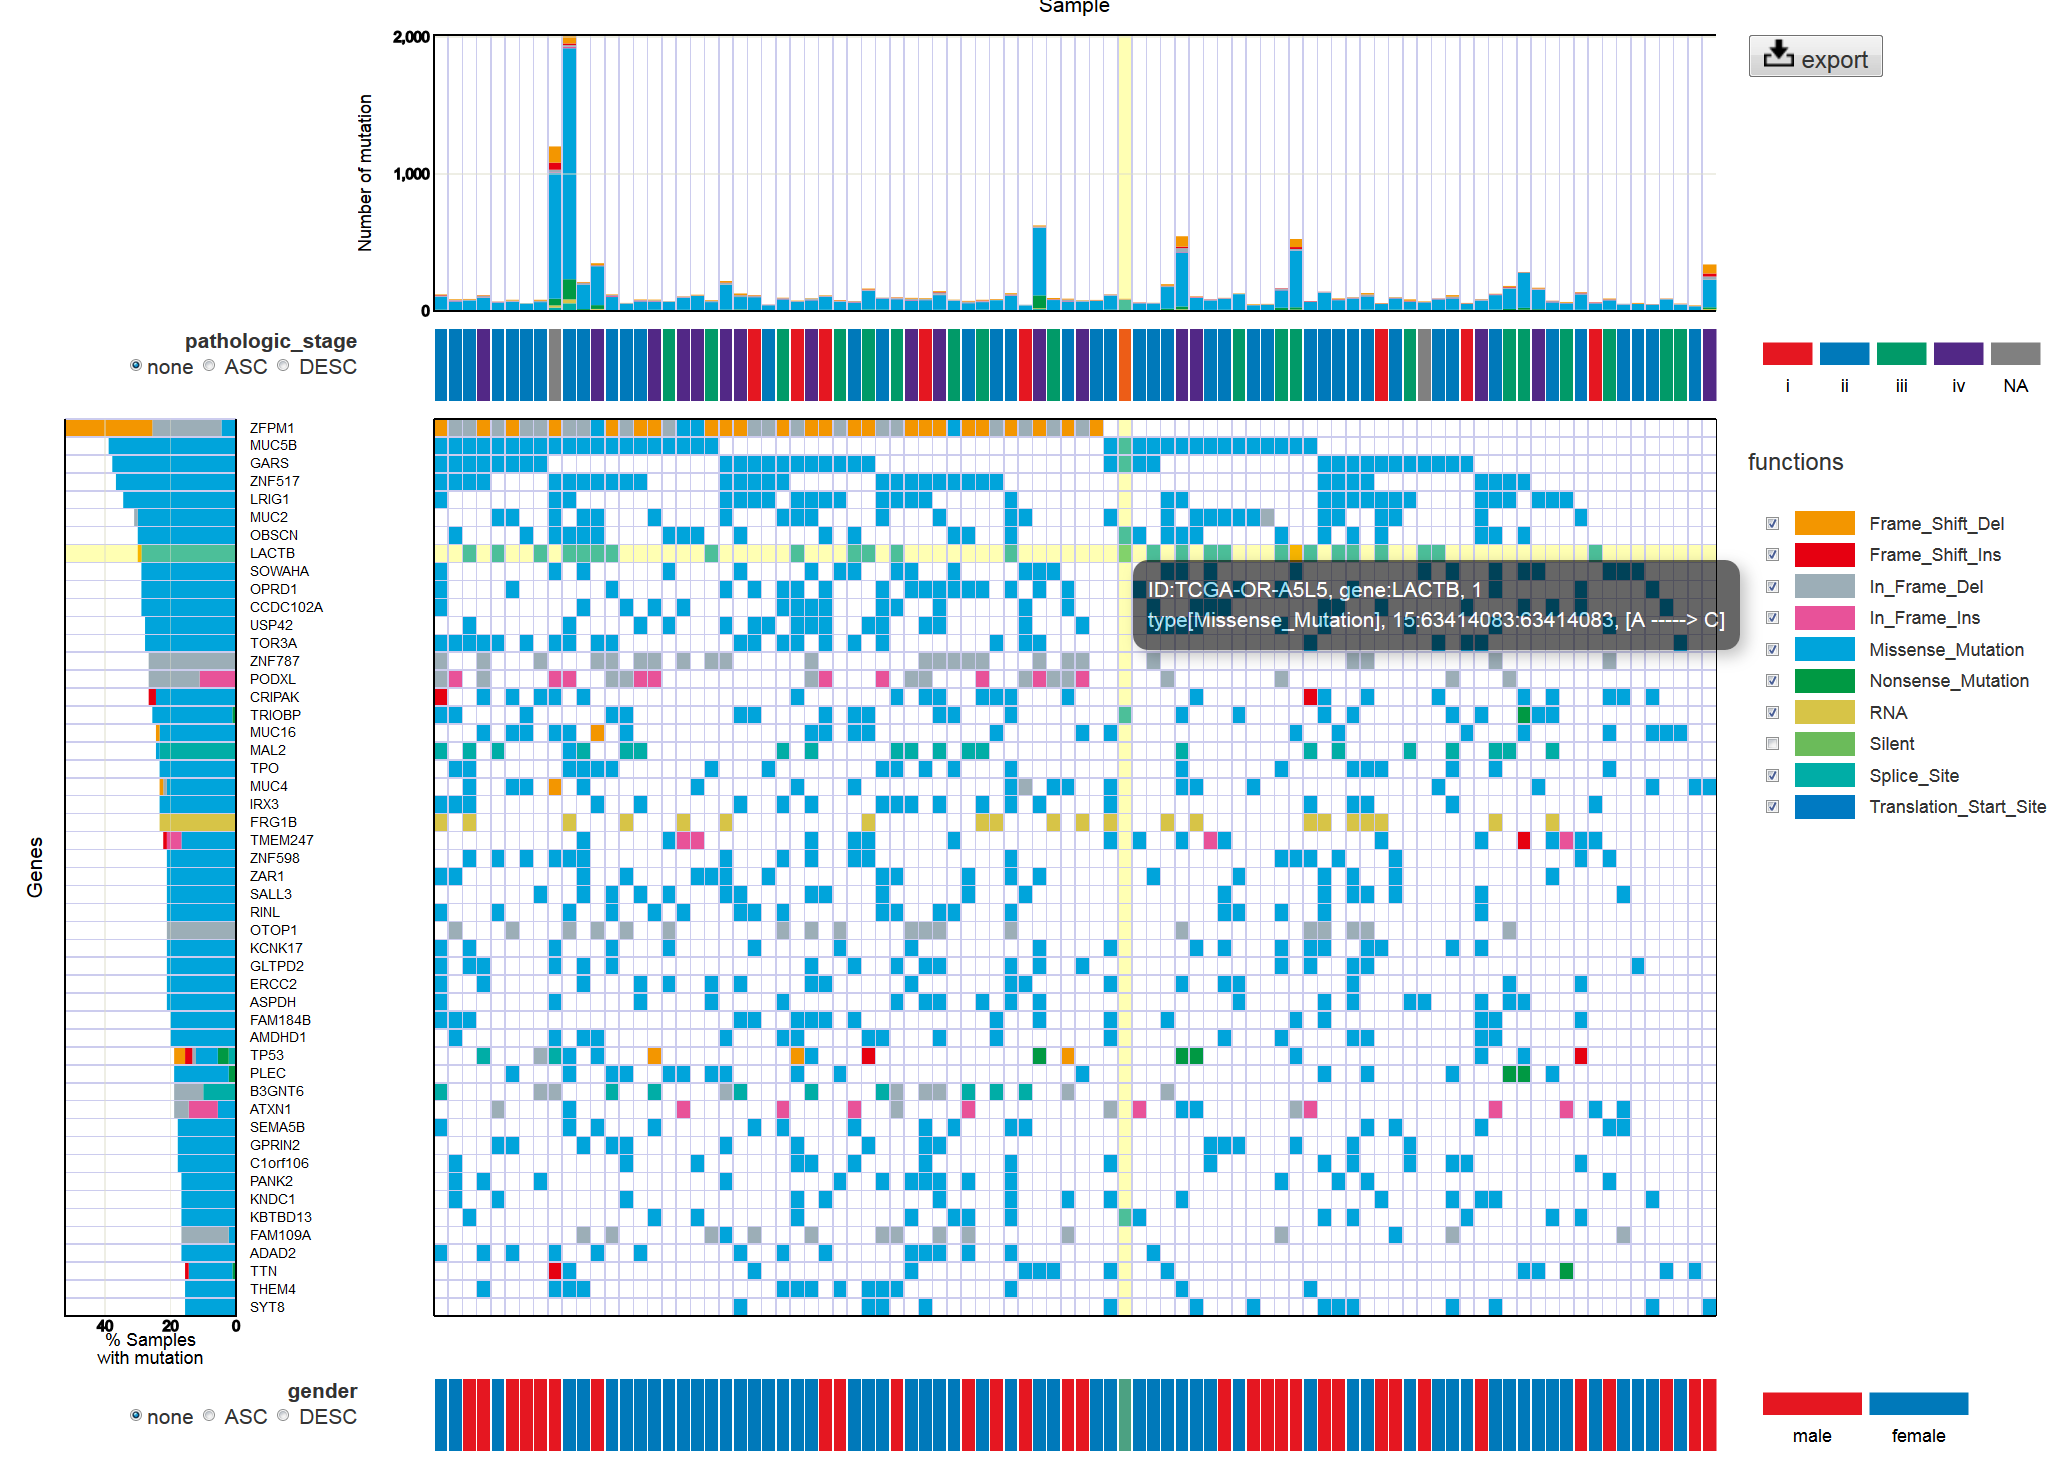 Sample
2,000
1,000
0
Number of mutation
export
pathologic_stage
none ASC DESC
i ii iii iv NA
ZFPM1
MUC5B
GARS
ZNF517
LRIG1
MUC2
OBSCN
LACTB
SOWAHA
OPRD1
CCDC102A
USP42
TOR3A
ZNF787
PODXL
CRIPAK
TRIOBP
MUC16
MAL2
TPO
MUC4
IRX3
FRG1B
TMEM247
ZNF598
ZAR1
SALL3
RINL
OTOP1
KCNK17
GLTPD2
ERCC2
ASPDH
FAM184B
AMDHD1
TP53
PLEC
B3GNT6
ATXN1
SEMA5B
GPRIN2
C1orf106
PANK2
KNDC1
KBTBD13
FAM109A
ADAD2
TTN
THEM4
SYT8
Genes
40 20 0
% Samples
with mutation
ID:TCGA-OR-A5L5, gene:LACTB, 1
type[Missense_Mutation], 15:63414083:63414083, [A -----> C]
functions
Frame_Shift_Del
Frame_Shift_Ins
In_Frame_Del
In_Frame_Ins
Missense_Mutation
Nonsense_Mutation
RNA
Silent
Splice_Site
Translation_Start_Site
gender
none ASC DESC
male female